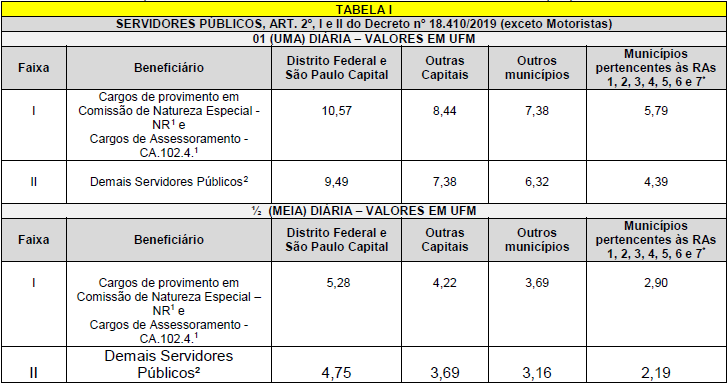 TABELA I
SERVIDORES PÚBLICOS, ART. 2º, I e II do Decreto nº 18.410/2019 (exceto Motoristas)
01 (UMA) DIÁRIA – VALORES EM UFM
Faixa Beneficiário Distrito Federal e São Paulo Capital Outras Capitais Outros municípios Municípios pertencentes às RAs 1, 2, 3, 4, 5, 6 e 7*
I Cargos de provimento em Comissão de Natureza Especial - NR¹ e Cargos de Assessoramento - CA.102.4.¹ 10,57 8,44 7,38 5,79
II Demais Servidores Públicos² 9,49 7,38 6,32 4,39
½ (MEIA) DIÁRIA – VALORES EM UFM
Faixa Beneficiário Distrito Federal e São Paulo Capital Outras Capitais Outros municípios Municípios pertencentes às RAs 1, 2, 3, 4, 5, 6 e 7*
I Cargos de provimento em Comissão de Natureza Especial – NR¹ e Cargos de Assessoramento - CA.102.4.¹ 5,28 4,22 3,69 2,90
II Demais Servidores Públicos² 4,75 3,69 3,16 2,19